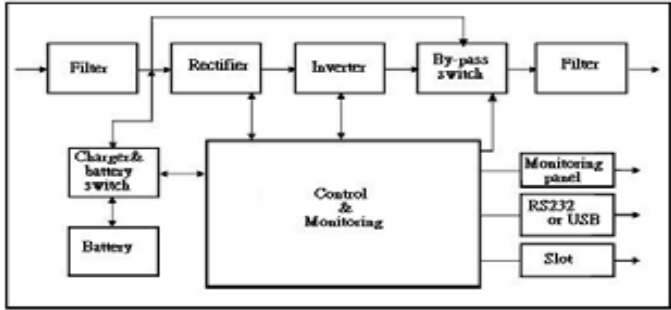 Filter
Rectifier
Inverter
By-pass
switch
Filter
Charger&
battery
switch
Battery
Control
&
Monitoring
Monitoring
panel
RS232
or USB
Slot